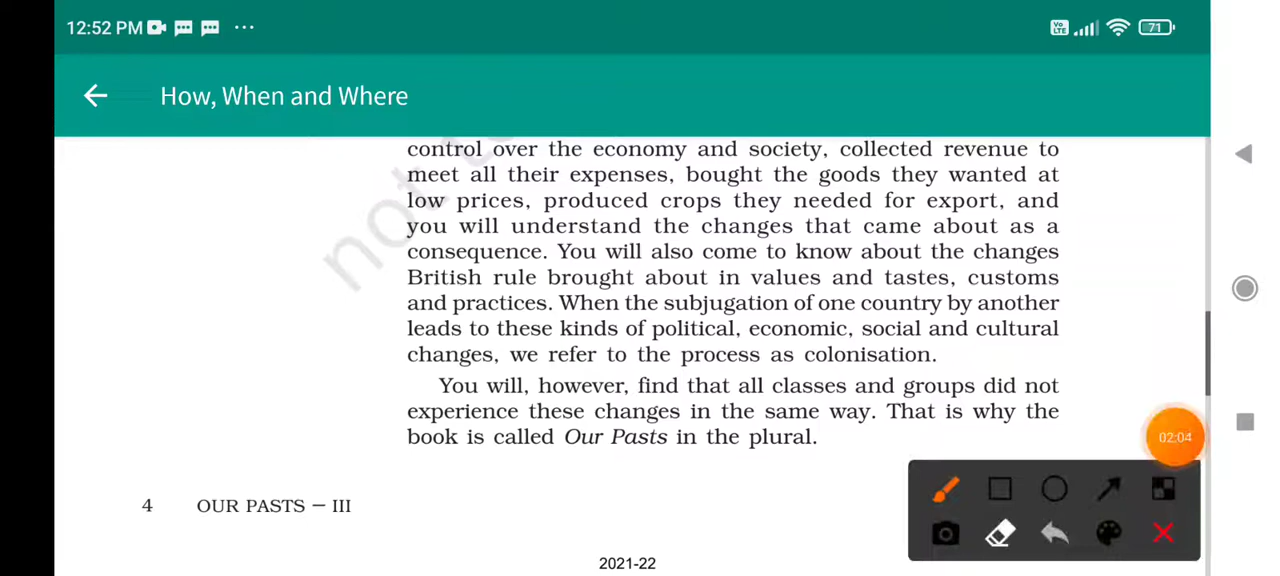 12:52 PM
71
How, When and Where
control over the economy and society, collected revenue to
meet all their expenses, bought the goods they wanted at
low prices, produced crops they needed for export, and
you will understand the changes that came about as a
consequence. You will also come to know about the changes
British rule brought about in values and tastes, customs
and practices. When the subjugation of one country by another
leads to these kinds of political, economic, social and cultural
changes, we refer to the process as colonisation.
You will, however, find that all classes and groups did not
experience these changes in the same way. That is why the
book is called Our Pasts in the plural.
not
02:04
4 OUR PASTS – III
2021-22